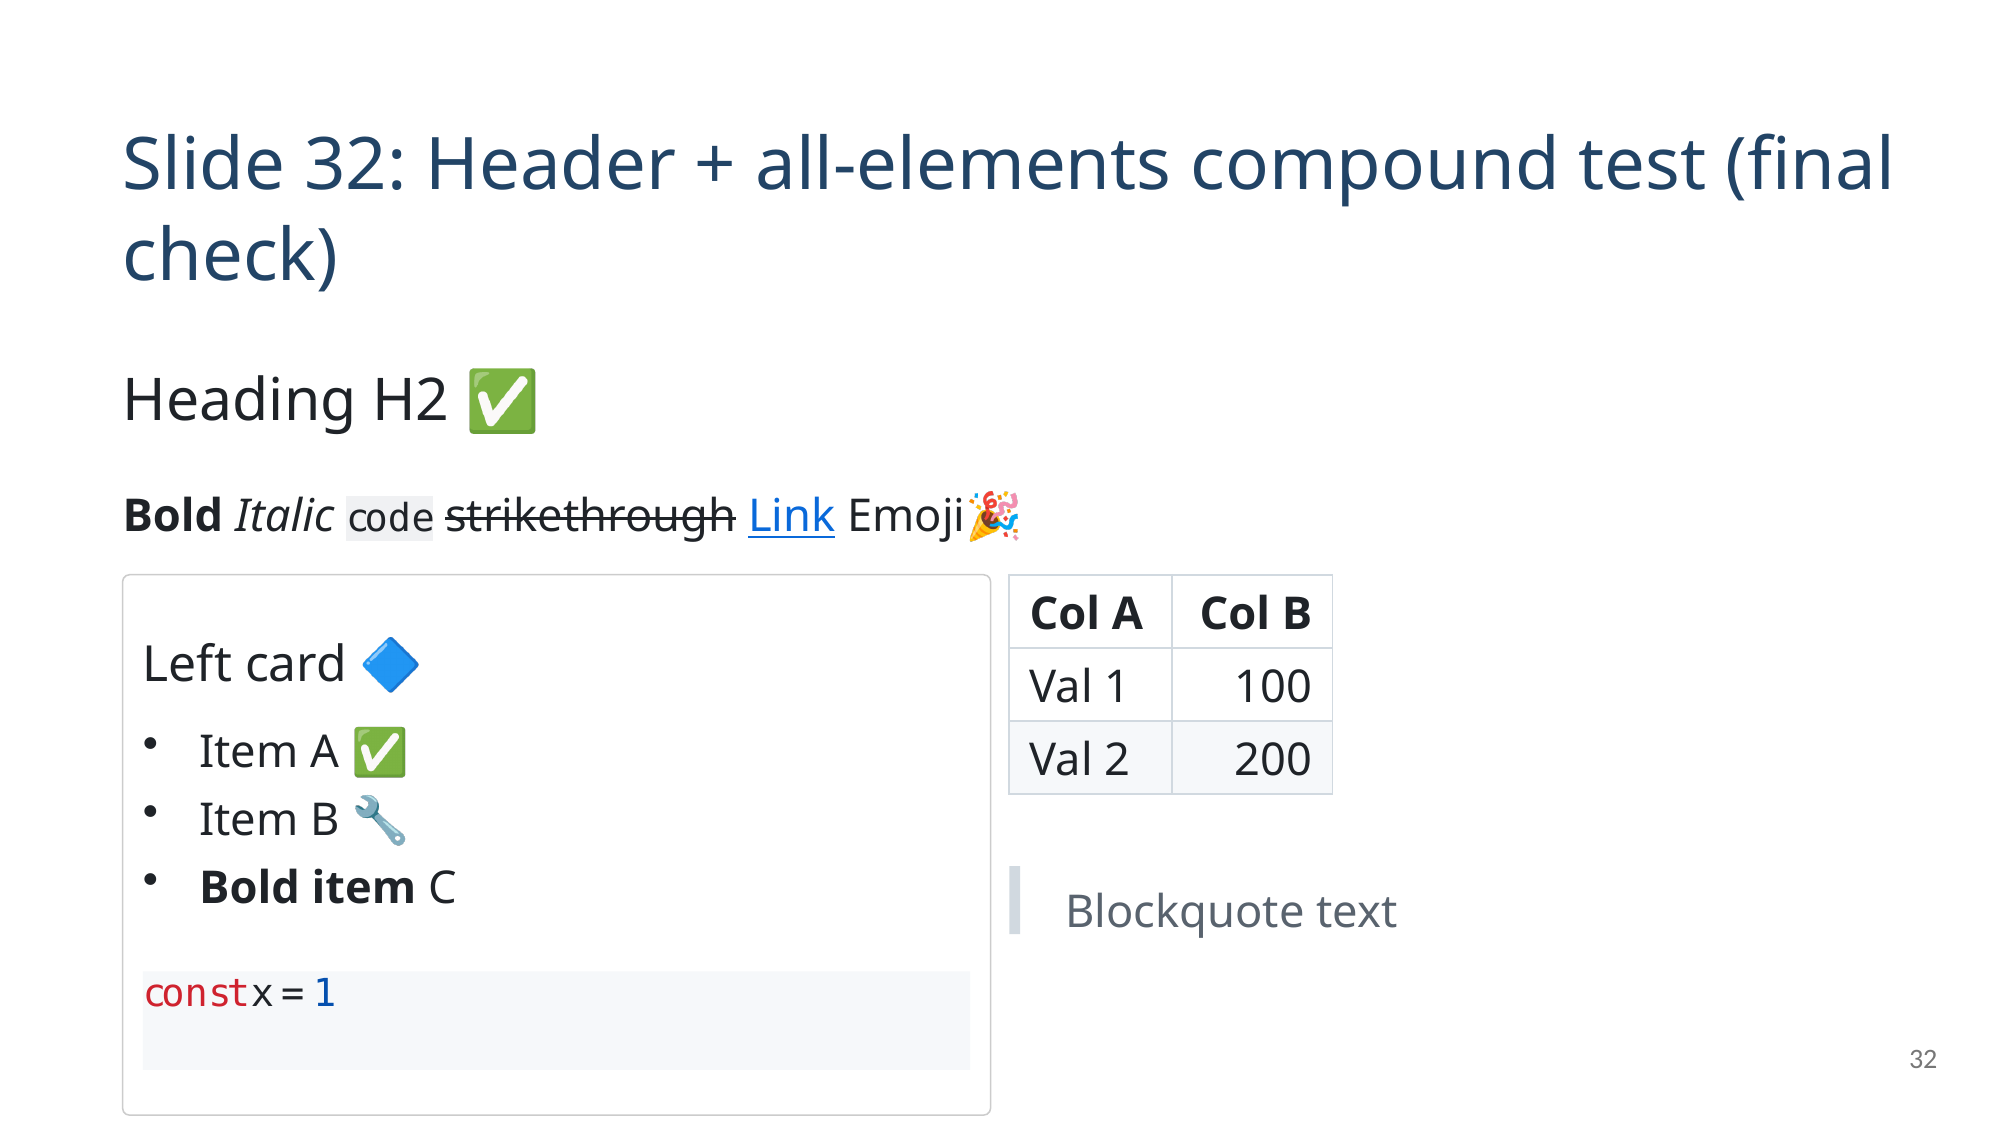 Slide 32: Header + all-elements compound test (final
check)
Heading H2 ✅
Bold Italic code strikethrough Link Emoji🎉
Left card 🔷
• Item A ✅
• Item B 🔧
• Bold item C
const x = 1
Col A Col B
Val 1 100
Val 2 200
Blockquote text
32